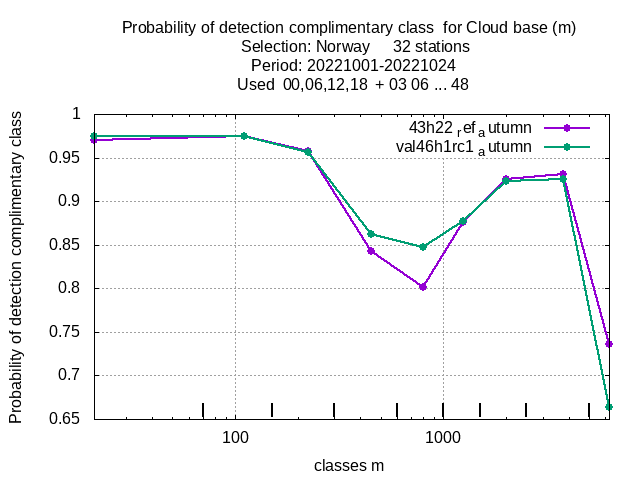 Probability of detection complimentary class  for Cloud base (m)
Selection: Norway     32 stations
Period: 20221001-20221024
Used  00,06,12,18  + 03 06 ... 48
43h22 ref a utumn
val46h1rc1 a utumn
Probability of detection complimentary class
1
0.95
0.9
0.85
0.8
0.75
0.7
0.65
100
1000
classes m